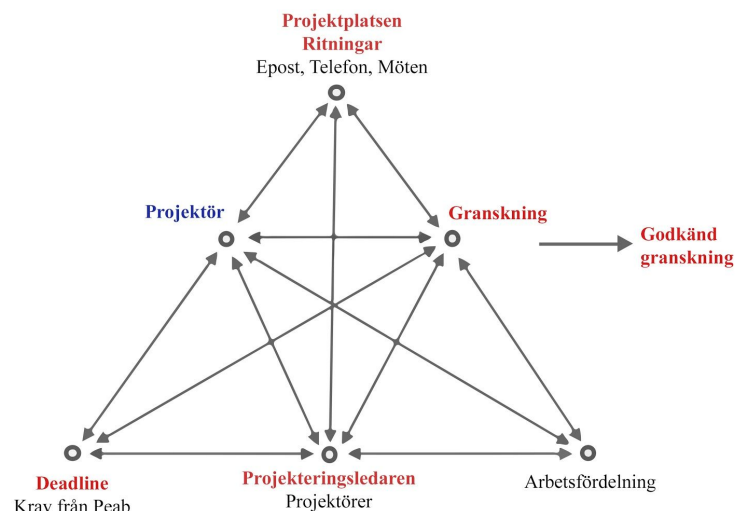 Projektplatsen
Ritningar
Epost, Telefon, Möten
Projektör
Granskning
Godkänd
granskning
Deadline
Krav från Peab
Projekteringsledaren
Projektörer
Arbetsfördelning